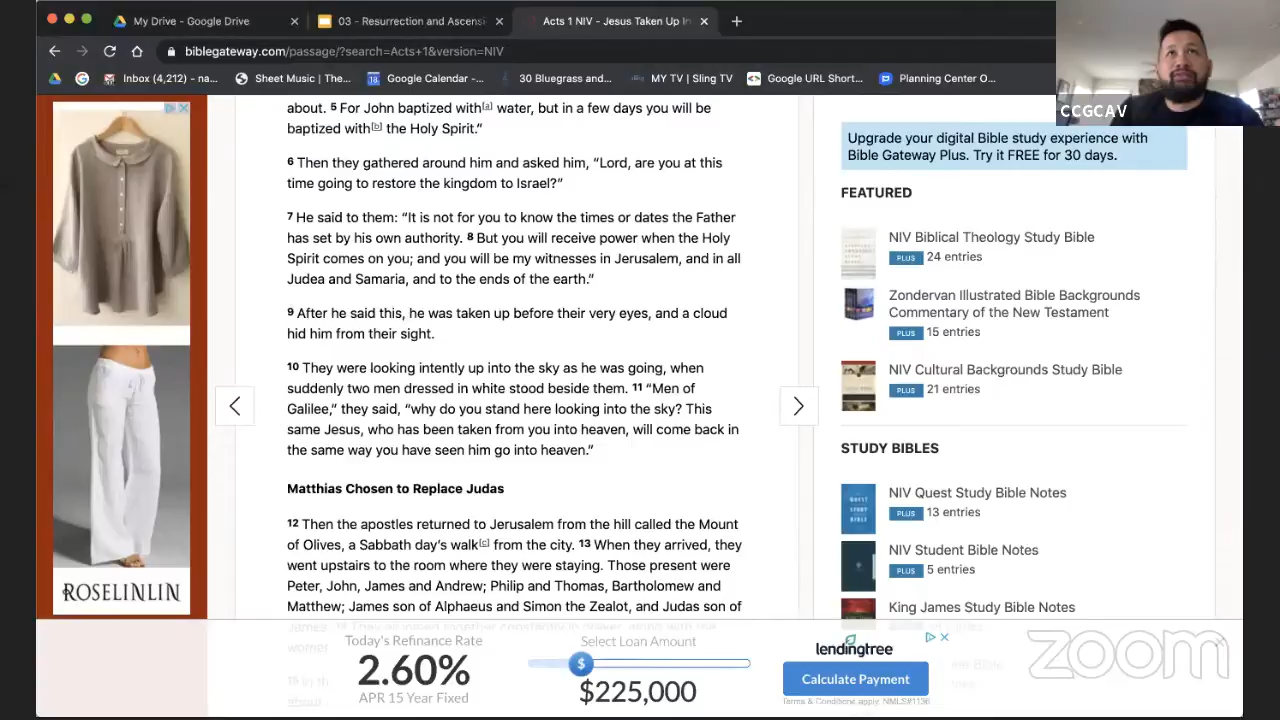 My Drive - Google Drive
03 - Resurrection and Ascens
Acts 1 NIV - Jesus Taken Up In
biblegateway.com/passage/?search=Acts+1&version=NIV
Inbox (4,212) - na...
Sheet Music | The...
Google Calendar -...
30 Bluegrass and...
MY TV | Sling TV
Google URL Short...
Planning Center O...
CCGCAV
about. 5 For John baptized with[a] water, but in a few days you will be
baptized with[b] the Holy Spirit.”
6 Then they gathered around him and asked him, “Lord, are you at this
time going to restore the kingdom to Israel?”
7 He said to them: “It is not for you to know the times or dates the Father
has set by his own authority. 8 But you will receive power when the Holy
Spirit comes on you; and you will be my witnesses in Jerusalem, and in all
Judea and Samaria, and to the ends of the earth.”
9 After he said this, he was taken up before their very eyes, and a cloud
hid him from their sight.
10 They were looking intently up into the sky as he was going, when
suddenly two men dressed in white stood beside them. 11 “Men of
Galilee,” they said, “why do you stand here looking into the sky? This
same Jesus, who has been taken from you into heaven, will come back in
the same way you have seen him go into heaven.”
Matthias Chosen to Replace Judas
12 Then the apostles returned to Jerusalem from the hill called the Mount
of Olives, a Sabbath day’s walk[c] from the city. 13 When they arrived, they
went upstairs to the room where they were staying. Those present were
Peter, John, James and Andrew; Philip and Thomas, Bartholomew and
Matthew; James son of Alphaeus and Simon the Zealot, and Judas son of
James. 14 They all joined together constantly in prayer, along with the
ROSELINLIN
Upgrade your digital Bible study experience with
Bible Gateway Plus. Try it FREE for 30 days.
FEATURED
NIV Biblical Theology Study Bible
PLUS 24 entries
Zondervan Illustrated Bible Backgrounds
Commentary of the New Testament
PLUS 15 entries
NIV Cultural Backgrounds Study Bible
PLUS 21 entries
STUDY BIBLES
NIV Quest Study Bible Notes
PLUS 13 entries
NIV Student Bible Notes
PLUS 5 entries
King James Study Bible Notes
Today's Refinance Rate
2.60%
APR 15 Year Fixed
Select Loan Amount
$
$225,000
lendingtree
Calculate Payment
Terms & Conditions apply. NMLS#1136
zoom